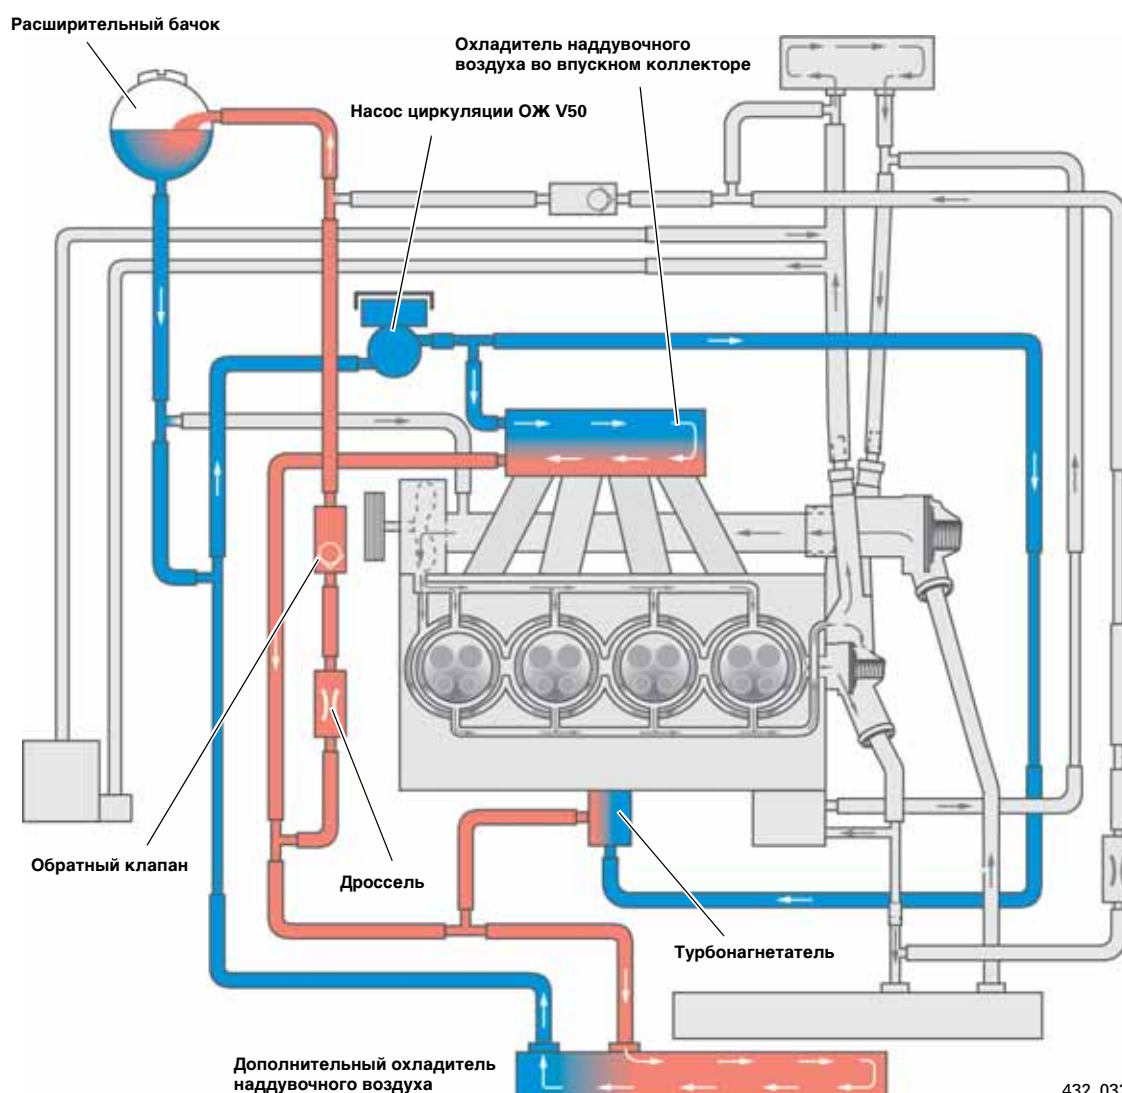 Расширительный бачок
Охладитель наддувочного
воздуха во впускном коллекторе
Насос циркуляции ОЖ V50
Обратный клапан
Дроссель
Турбонагнетатель
Дополнительный охладитель
наддувочного воздуха